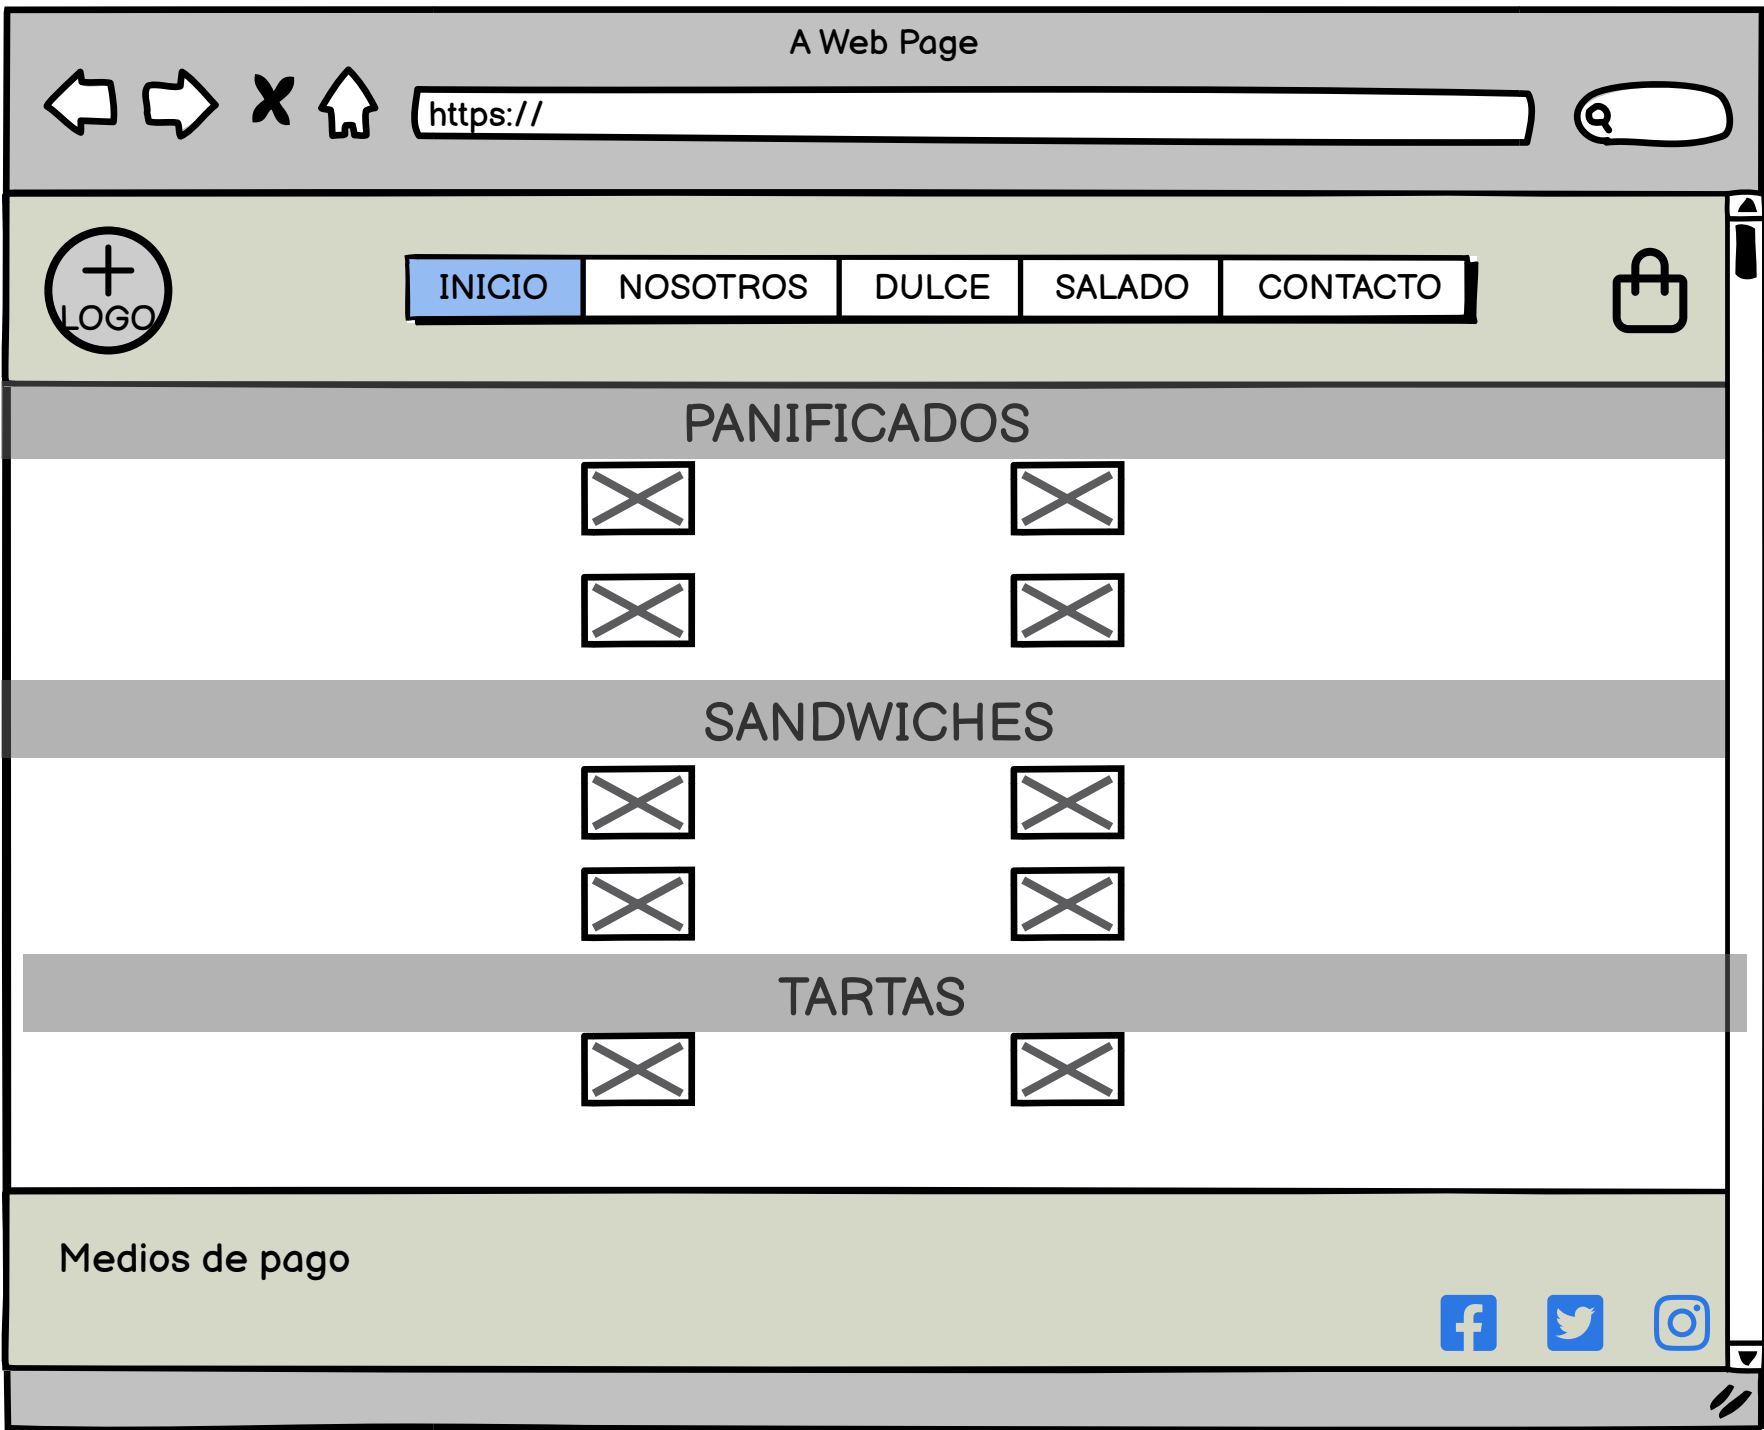 A Web Page
https://
LOGO
INICIO NOSOTROS DULCE SALADO CONTACTO
PANIFICADOS
SANDWICHES
TARTAS
Medios de pago